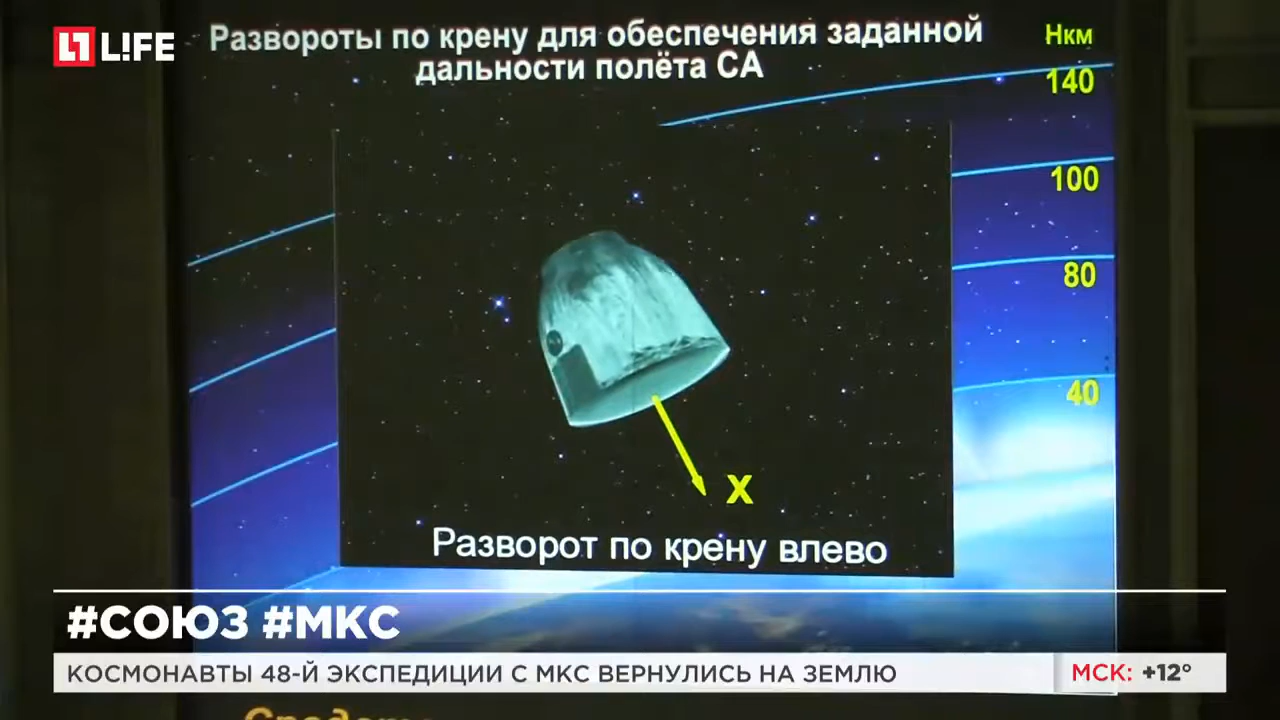 L!FE
Развороты по крену для обеспечения заданной
дальности полёта СА
Нкм
140
100
80
40
X
Разворот по крену влево
#СОЮЗ #МКС
КОСМОНАВТЫ 48-Й ЭКСПЕДИЦИИ С МКС ВЕРНУЛИСЬ НА ЗЕМЛЮ
МСК: +12°